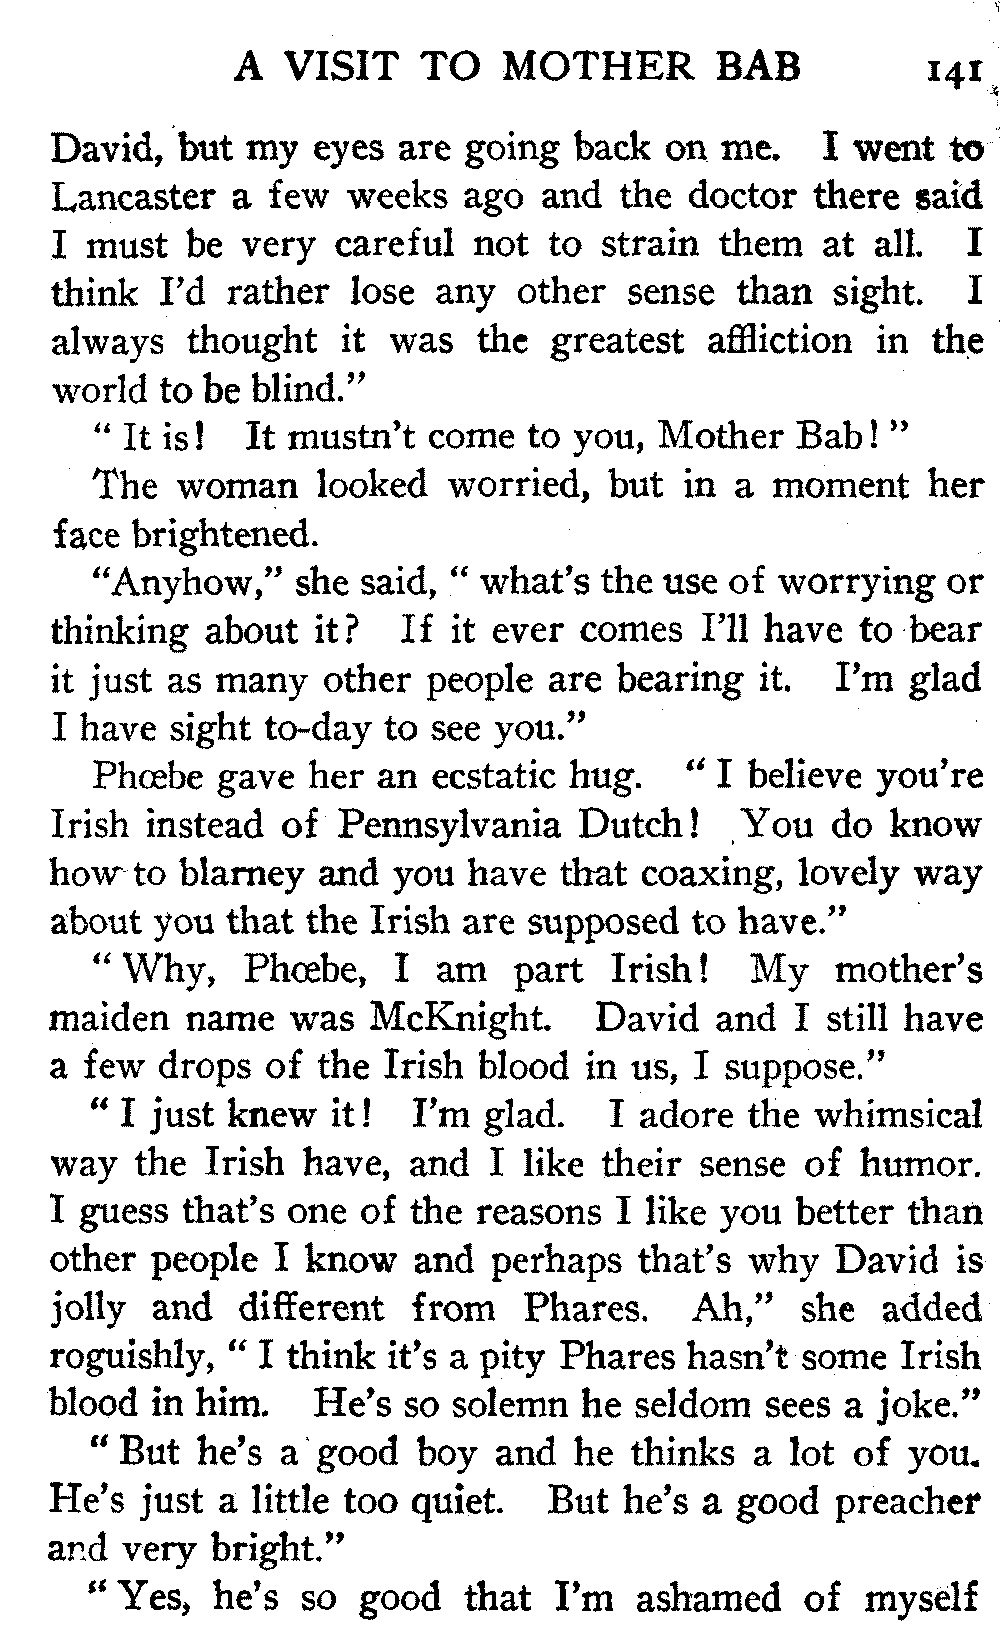 A VISIT TO MOTHER BAB 141
David, but my eyes are going back on me. I went to
Lancaster a few weeks ago and the doctor there said
I must be very careful not to strain them at all. I
think I'd rather lose any other sense than sight. I
always thought it was the greatest affliction in the
world to be blind."
" It is! It mustn't come to you, Mother Bab! "
The woman looked worried, but in a moment her
face brightened.
"Anyhow," she said, " what's the use of worrying or
thinking about it? If it ever comes I'll have to bear
it just as many other people are bearing it. I'm glad
I have sight to-day to see you."
Phœbe gave her an ecstatic hug. " I believe you're
Irish instead of Pennsylvania Dutch! You do know
how to blarney and you have that coaxing, lovely way
about you that the Irish are supposed to have."
" Why, Phœbe, I am part Irish! My mother's
maiden name was McKnight. David and I still have
a few drops of the Irish blood in us, I suppose."
" I just knew it! I'm glad. I adore the whimsical
way the Irish have, and I like their sense of humor.
I guess that's one of the reasons I like you better than
other people I know and perhaps that's why David is
jolly and different from Phares. Ah," she added
roguishly, " I think it's a pity Phares hasn't some Irish
blood in him. He's so solemn he seldom sees a joke."
" But he's a good boy and he thinks a lot of you.
He's just a little too quiet. But he's a good preacher
and very bright."
" Yes, he's so good that I'm ashamed of myself